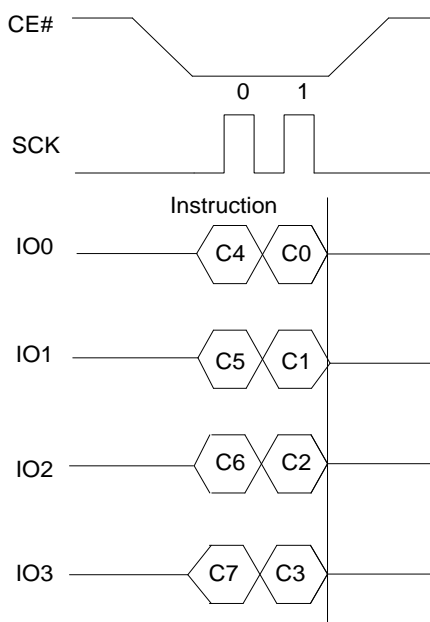 CE#
0 1
SCK
Instruction
IO0 C4 C0
IO1 C5 C1
IO2 C6 C2
IO3 C7 C3